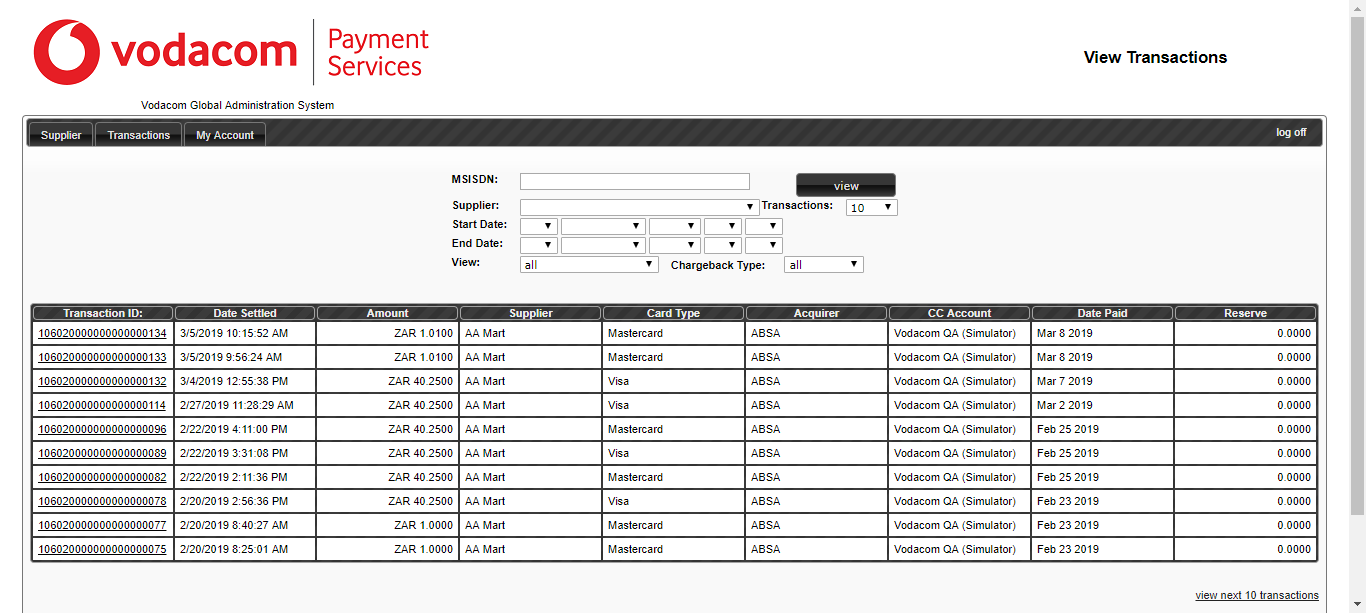 vodacom
Payment
Services
View Transactions
Vodacom Global Administration System
Supplier Transactions My Account log off
MSISDN: view
Supplier: Transactions: 10
Start Date:
End Date:
View: all Chargeback Type: all
Transaction ID: Date Settled Amount Supplier Card Type Acquirer CC Account Date Paid Reserve
106020000000000000134 3/5/2019 10:15:52 AM ZAR 1.0100 AA Mart Mastercard ABSA Vodacom QA (Simulator) Mar 8 2019 0.0000
106020000000000000133 3/5/2019 9:56:24 AM ZAR 1.0100 AA Mart Mastercard ABSA Vodacom QA (Simulator) Mar 8 2019 0.0000
106020000000000000132 3/4/2019 12:55:38 PM ZAR 40.2500 AA Mart Visa ABSA Vodacom QA (Simulator) Mar 7 2019 0.0000
106020000000000000114 2/27/2019 11:28:29 AM ZAR 40.2500 AA Mart Visa ABSA Vodacom QA (Simulator) Mar 2 2019 0.0000
106020000000000000096 2/22/2019 4:11:00 PM ZAR 40.2500 AA Mart Mastercard ABSA Vodacom QA (Simulator) Feb 25 2019 0.0000
106020000000000000089 2/22/2019 3:31:08 PM ZAR 40.2500 AA Mart Visa ABSA Vodacom QA (Simulator) Feb 25 2019 0.0000
106020000000000000082 2/22/2019 2:11:36 PM ZAR 40.2500 AA Mart Mastercard ABSA Vodacom QA (Simulator) Feb 25 2019 0.0000
106020000000000000078 2/20/2019 2:56:36 PM ZAR 40.2500 AA Mart Visa ABSA Vodacom QA (Simulator) Feb 23 2019 0.0000
106020000000000000077 2/20/2019 8:40:27 AM ZAR 1.0000 AA Mart Mastercard ABSA Vodacom QA (Simulator) Feb 23 2019 0.0000
106020000000000000075 2/20/2019 8:25:01 AM ZAR 1.0000 AA Mart Mastercard ABSA Vodacom QA (Simulator) Feb 23 2019 0.0000
view next 10 transactions